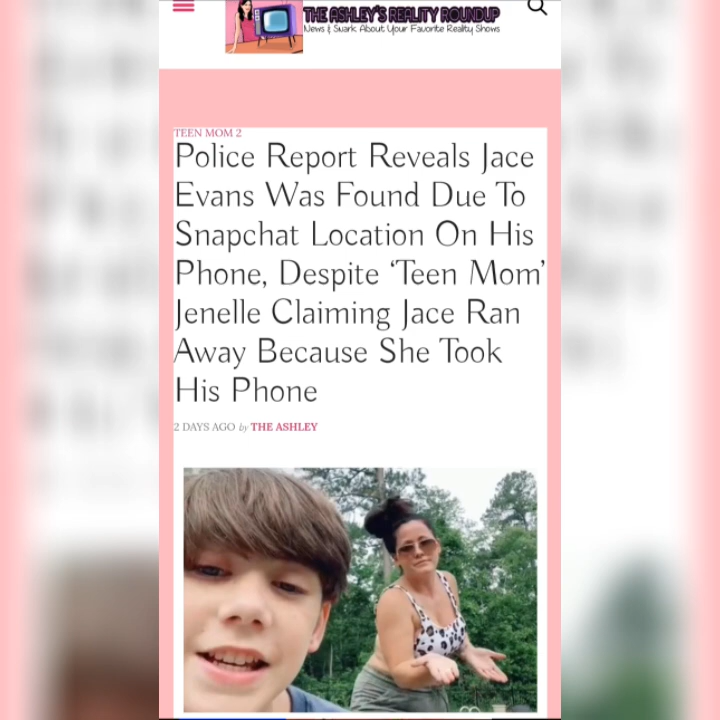 THE ASHLEY'S REALITY ROUNDUP
News & Snark About Your Favorite Reality Shows
TEEN MOM 2
Police Report Reveals Jace
Evans Was Found Due To
Snapchat Location On His
Phone, Despite ‘Teen Mom’
Jenelle Claiming Jace Ran
Away Because She Took
His Phone
2 DAYS AGO by THE ASHLEY